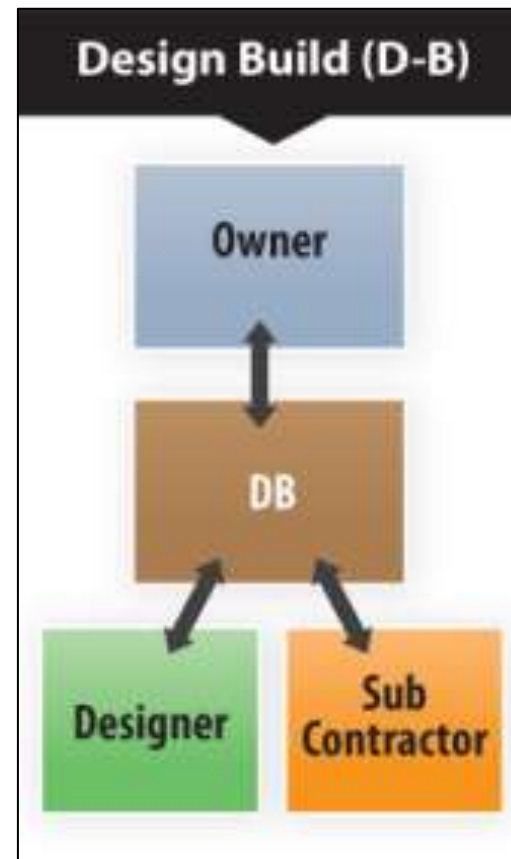 Design Build (D-B)
Owner
DB
Designer
Sub
Contractor